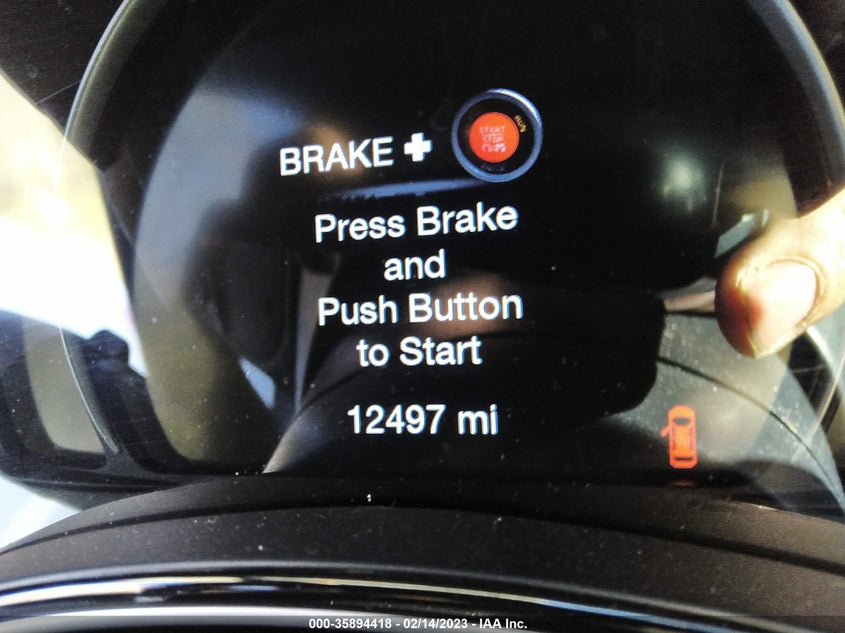 BRAKE +
START
STOP
RUN
Press Brake
and
Push Button
to Start
12497 mi
000-35894418 - 02/14/2023 - IAA Inc.